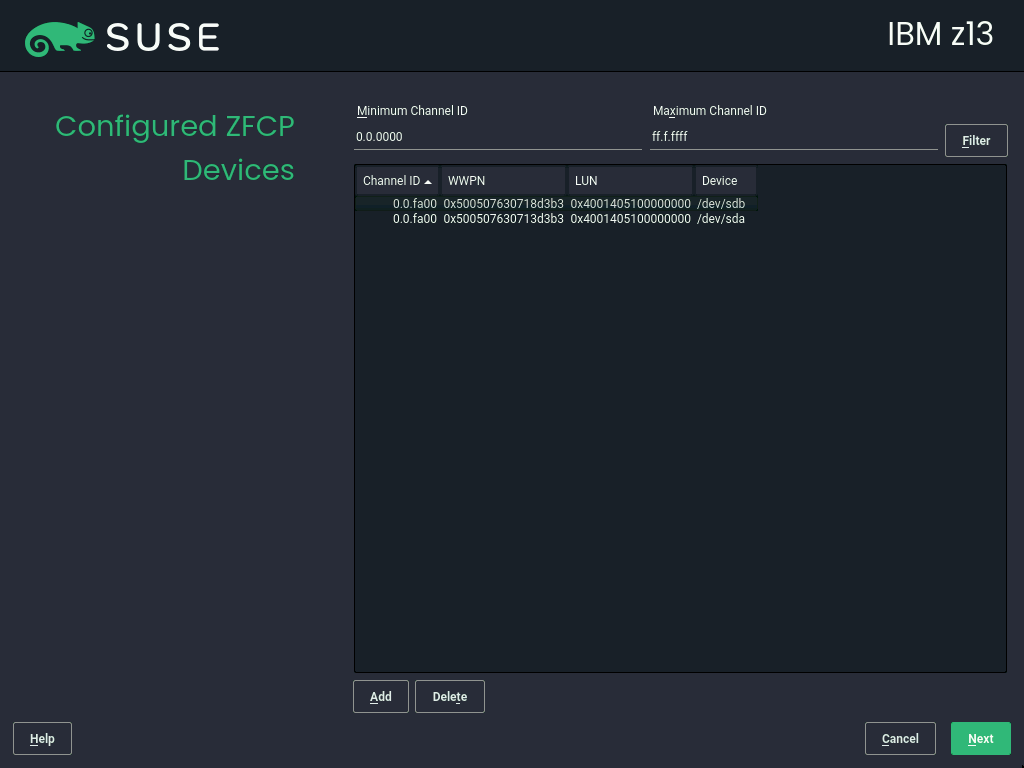 SUSE
IBM z13
Configured ZFCP
Devices
Minimum Channel ID
Maximum Channel ID
0.0.0000
ff.f.ffff
Filter
Channel ID WWPN LUN Device
0.0.fa00 0x500507630718d3b3 0x4001405100000000 /dev/sdb
0.0.fa00 0x500507630713d3b3 0x4001405100000000 /dev/sda
Add
Delete
Help
Cancel
Next